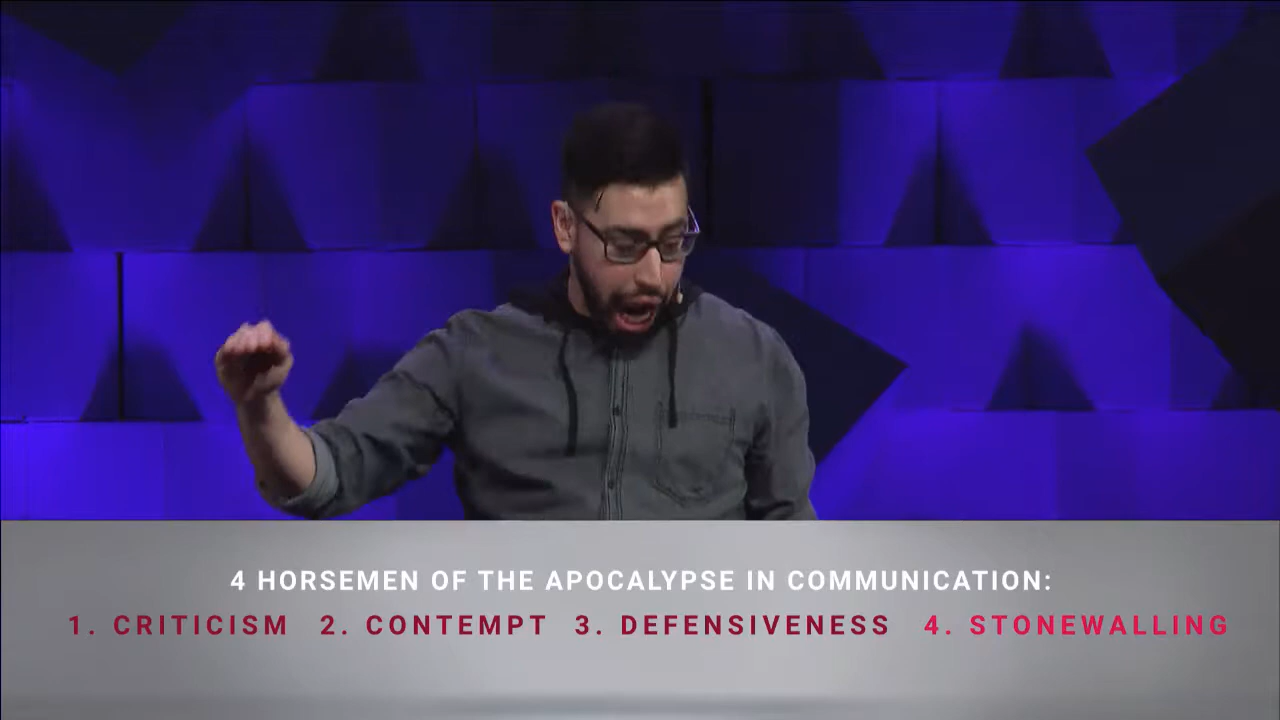 4 HORSEMEN OF THE APOCALYPSE IN COMMUNICATION:
1. CRITICISM 2. CONTEMPT 3. DEFENSIVENESS 4. STONEWALLING